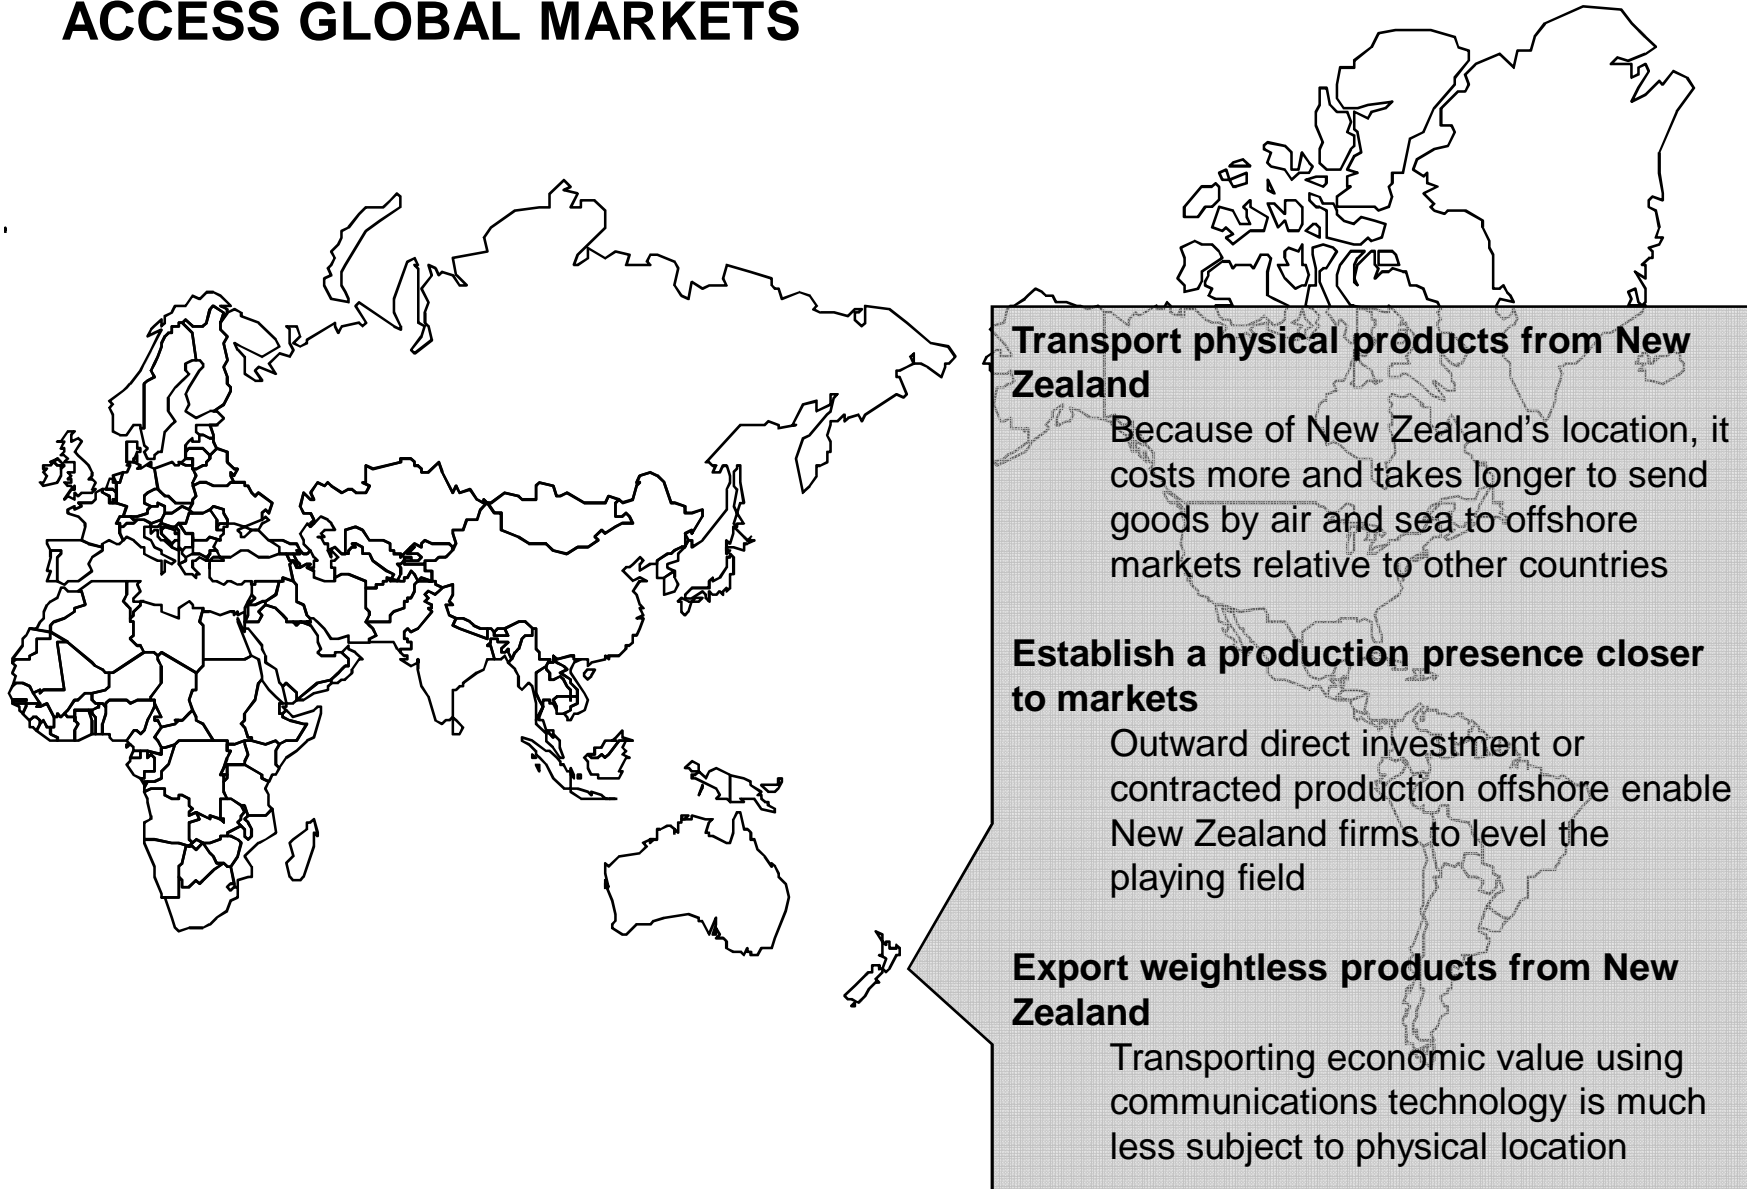 ACCESS GLOBAL MARKETS
Transport physical products from New
Zealand
Because of New Zealand’s location, it
costs more and takes longer to send
goods by air and sea to offshore
markets relative to other countries
Establish a production presence closer
to markets
Outward direct investment or
contracted production offshore enable
New Zealand firms to level the
playing field
Export weightless products from New
Zealand
Transporting economic value using
communications technology is much
less subject to physical location